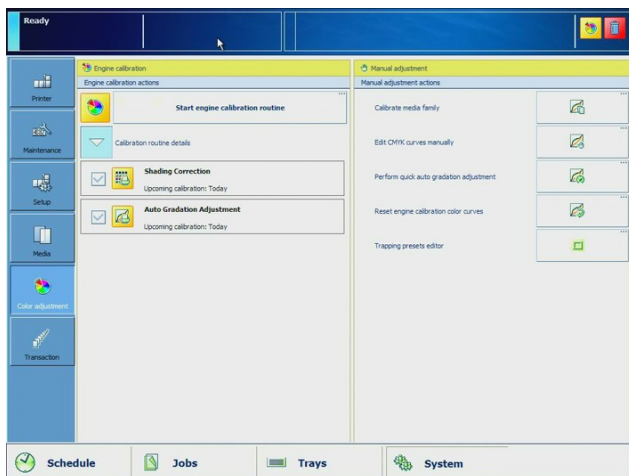 Ready
Printer
Maintenance
Setup
Media
Color adjustment
Transaction
Engine calibration
Engine calibration actions
Start engine calibration routine
Calibration routine details
Shading Correction
Upcoming calibration: Today
Auto Gradation Adjustment
Upcoming calibration: Today
Manual adjustment
Manual adjustment actions
Calibrate media family
Edit CMYK curves manually
Perform quick auto gradation adjustment
Reset engine calibration color curves
Trapping presets editor
Schedule
Jobs
Trays
System